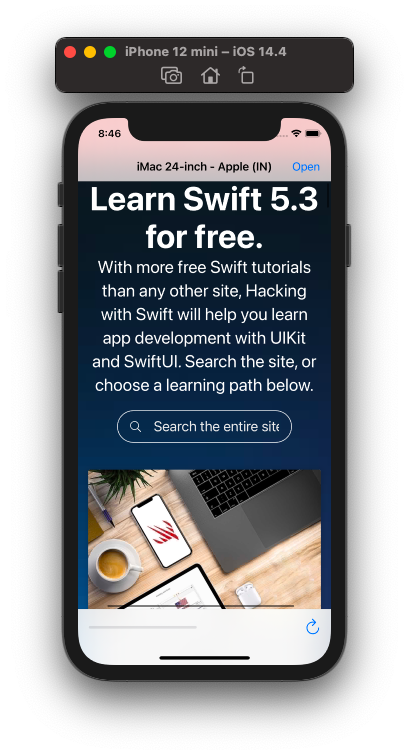 iPhone 12 mini – iOS 14.4
8:46
iMac 24-inch - Apple (IN)
Open
Learn Swift 5.3
for free.
With more free Swift tutorials
than any other site, Hacking
with Swift will help you learn
app development with UIKit
and SwiftUI. Search the site, or
choose a learning path below.
Search the entire site